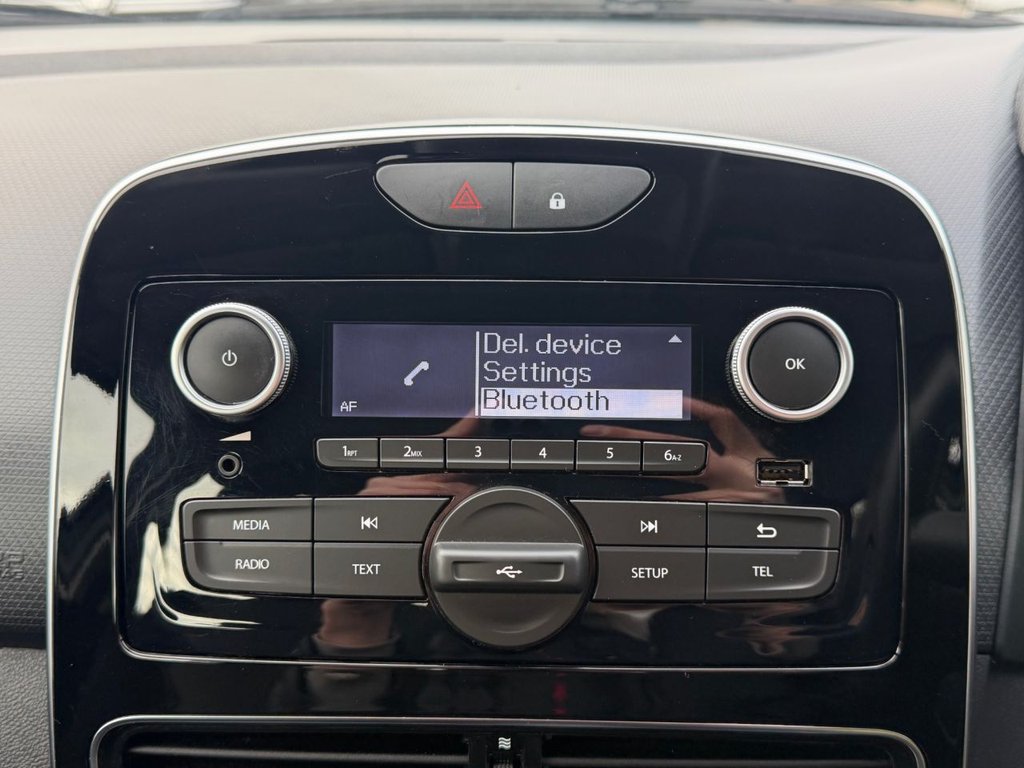 Del. device
Settings
Bluetooth
AF
OK
1RPT 2MIX 3 4 5 6A-Z
MEDIA
RADIO TEXT SETUP TEL